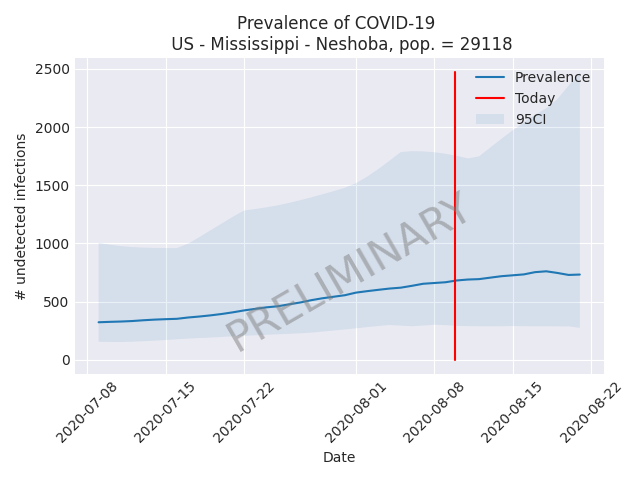 Prevalence of COVID-19
US - Mississippi - Neshoba, pop. = 29118
Prevalence
Today
95CI
PRELIMINARY
# undetected infections
2500
2000
1500
1000
500
0
2020-07-08
2020-07-15
2020-07-22
2020-08-01
2020-08-08
2020-08-15
2020-08-22
Date